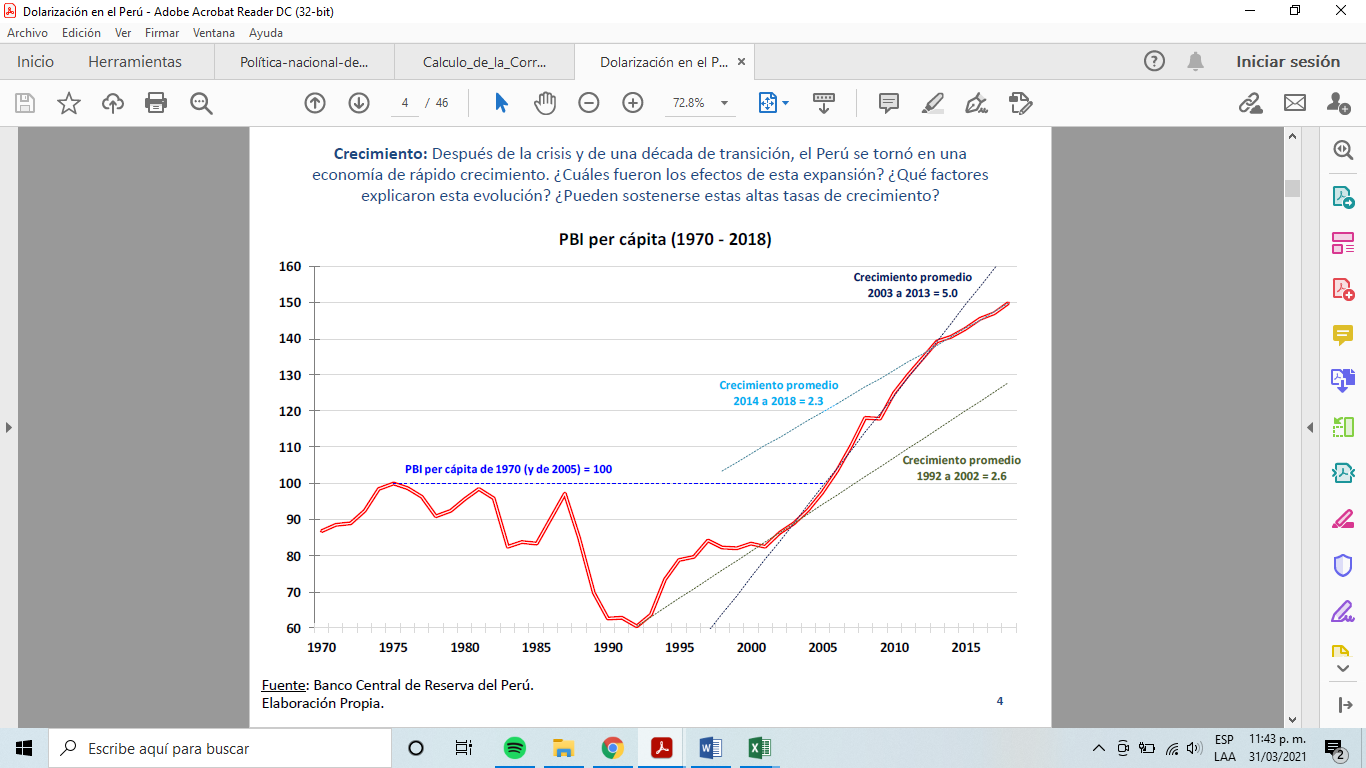 Dolarización en el Perú - Adobe Acrobat Reader DC (32-bit)
Archivo Edición Ver Firmar Ventana Ayuda
Inicio Herramientas Política-nacional-de... Calculo_de_la_Corr... Dolarización en el P... Iniciar sesión
4 / 46 72.8%
Crecimiento: Después de la crisis y de una década de transición, el Perú se tornó en una
economía de rápido crecimiento. ¿Cuáles fueron los efectos de esta expansión? ¿Qué factores
explicaron esta evolución? ¿Pueden sostenerse estas altas tasas de crecimiento?
PBI per cápita (1970 - 2018)
160
150
140
130
120
110
100
90
80
70
60
Crecimiento promedio
2003 a 2013 = 5.0
Crecimiento promedio
2014 a 2018 = 2.3
Crecimiento promedio
1992 a 2002 = 2.6
PBI per cápita de 1970 (y de 2005) = 100
1970 1975 1980 1985 1990 1995 2000 2005 2010 2015
Fuente: Banco Central de Reserva del Perú.
Elaboración Propia.
4
Escribe aquí para buscar
ESP
LAA
11:43 p. m.
31/03/2021
2